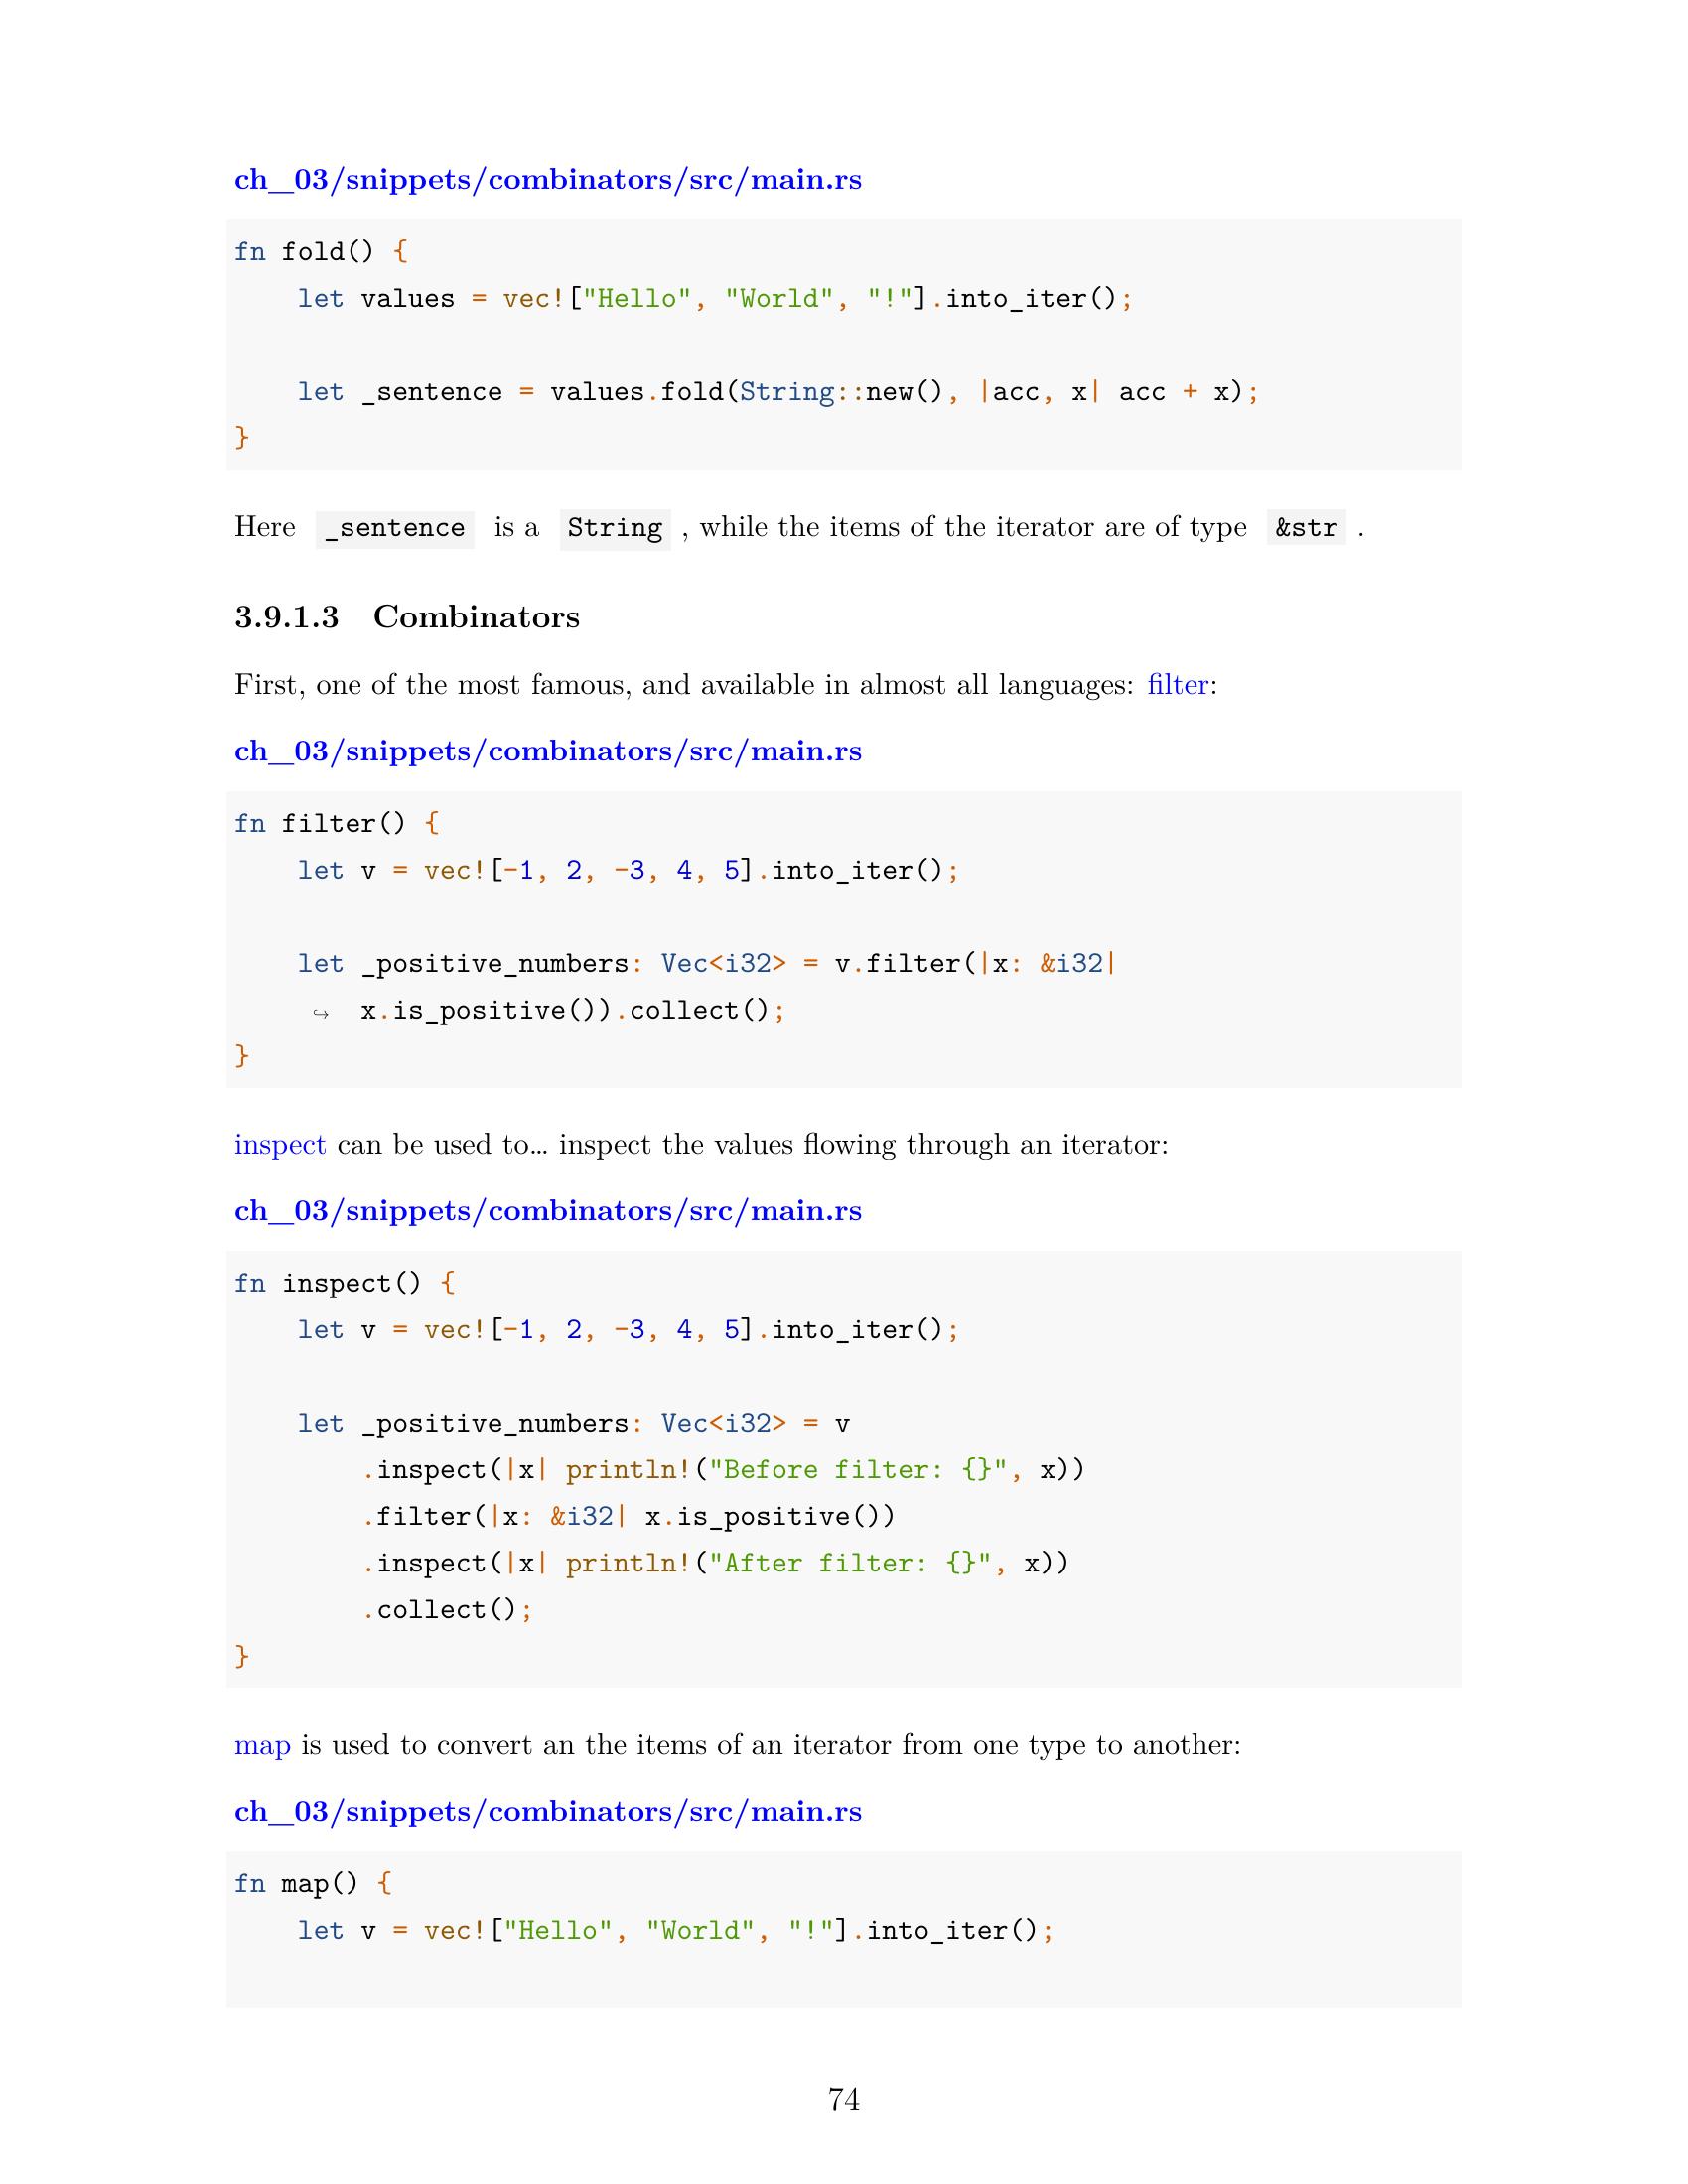 ch_03/snippets/combinators/src/main.rs
fn fold() {
    let values = vec!["Hello", "World", "!"].into_iter();

    let _sentence = values.fold(String::new(), |acc, x| acc + x);
}
Here _sentence is a String , while the items of the iterator are of type &str .
3.9.1.3 Combinators
First, one of the most famous, and available in almost all languages: filter:
ch_03/snippets/combinators/src/main.rs
fn filter() {
    let v = vec![-1, 2, -3, 4, 5].into_iter();

    let _positive_numbers: Vec<i32> = v.filter(|x: &i32|
     ↪  x.is_positive()).collect();
}
inspect can be used to… inspect the values flowing through an iterator:
ch_03/snippets/combinators/src/main.rs
fn inspect() {
    let v = vec![-1, 2, -3, 4, 5].into_iter();

    let _positive_numbers: Vec<i32> = v
        .inspect(|x| println!("Before filter: {}", x))
        .filter(|x: &i32| x.is_positive())
        .inspect(|x| println!("After filter: {}", x))
        .collect();
}
map is used to convert an the items of an iterator from one type to another:
ch_03/snippets/combinators/src/main.rs
fn map() {
    let v = vec!["Hello", "World", "!"].into_iter();
74